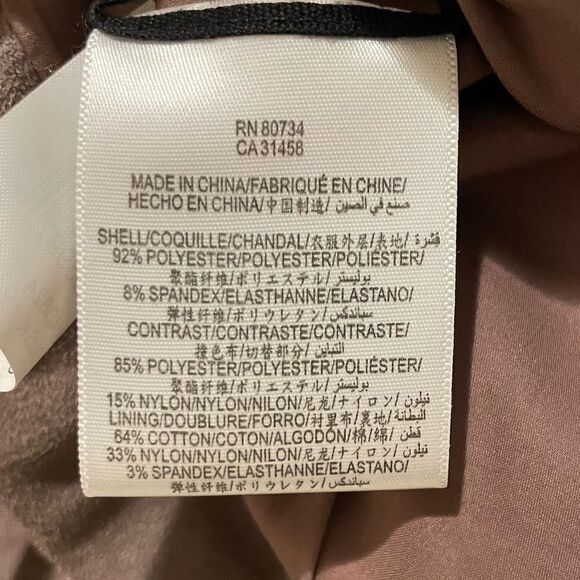 RN 80734
CA 31458
MADE IN CHINA/FABRIQUÉ EN CHINE/
HECHO EN CHINA/中国制造/ صنع في الصين
SHELL/COQUILLE/CHANDAL/衣服外层/表地/ قشرة
92% POLYESTER/POLYESTER/POLIÉSTER/
聚酯纤维/ポリエステル/بوليستر
8% SPANDEX/ELASTHANNE/ELASTANO/
弹性纤维/ポリウレタン/سباندكس
CONTRAST/CONTRASTE/CONTRASTE/
撞色布/切替部分/ التباين
85% POLYESTER/POLYESTER/POLIÉSTER/
聚酯纤维/ポリエステル/بوليستر
15% NYLON/NYLON/NILON/尼龙/ナイロン/ نيلون
LINING/DOUBLURE/FORRO/衬里布/裏地/ البطانة
64% COTTON/COTON/ALGODÓN/棉/綿/ قطن
33% NYLON/NYLON/NILON/尼龙/ナイロン/ نيلون
3% SPANDEX/ELASTHANNE/ELASTANO/
弹性纤维/ポリウレタン/سباندكس